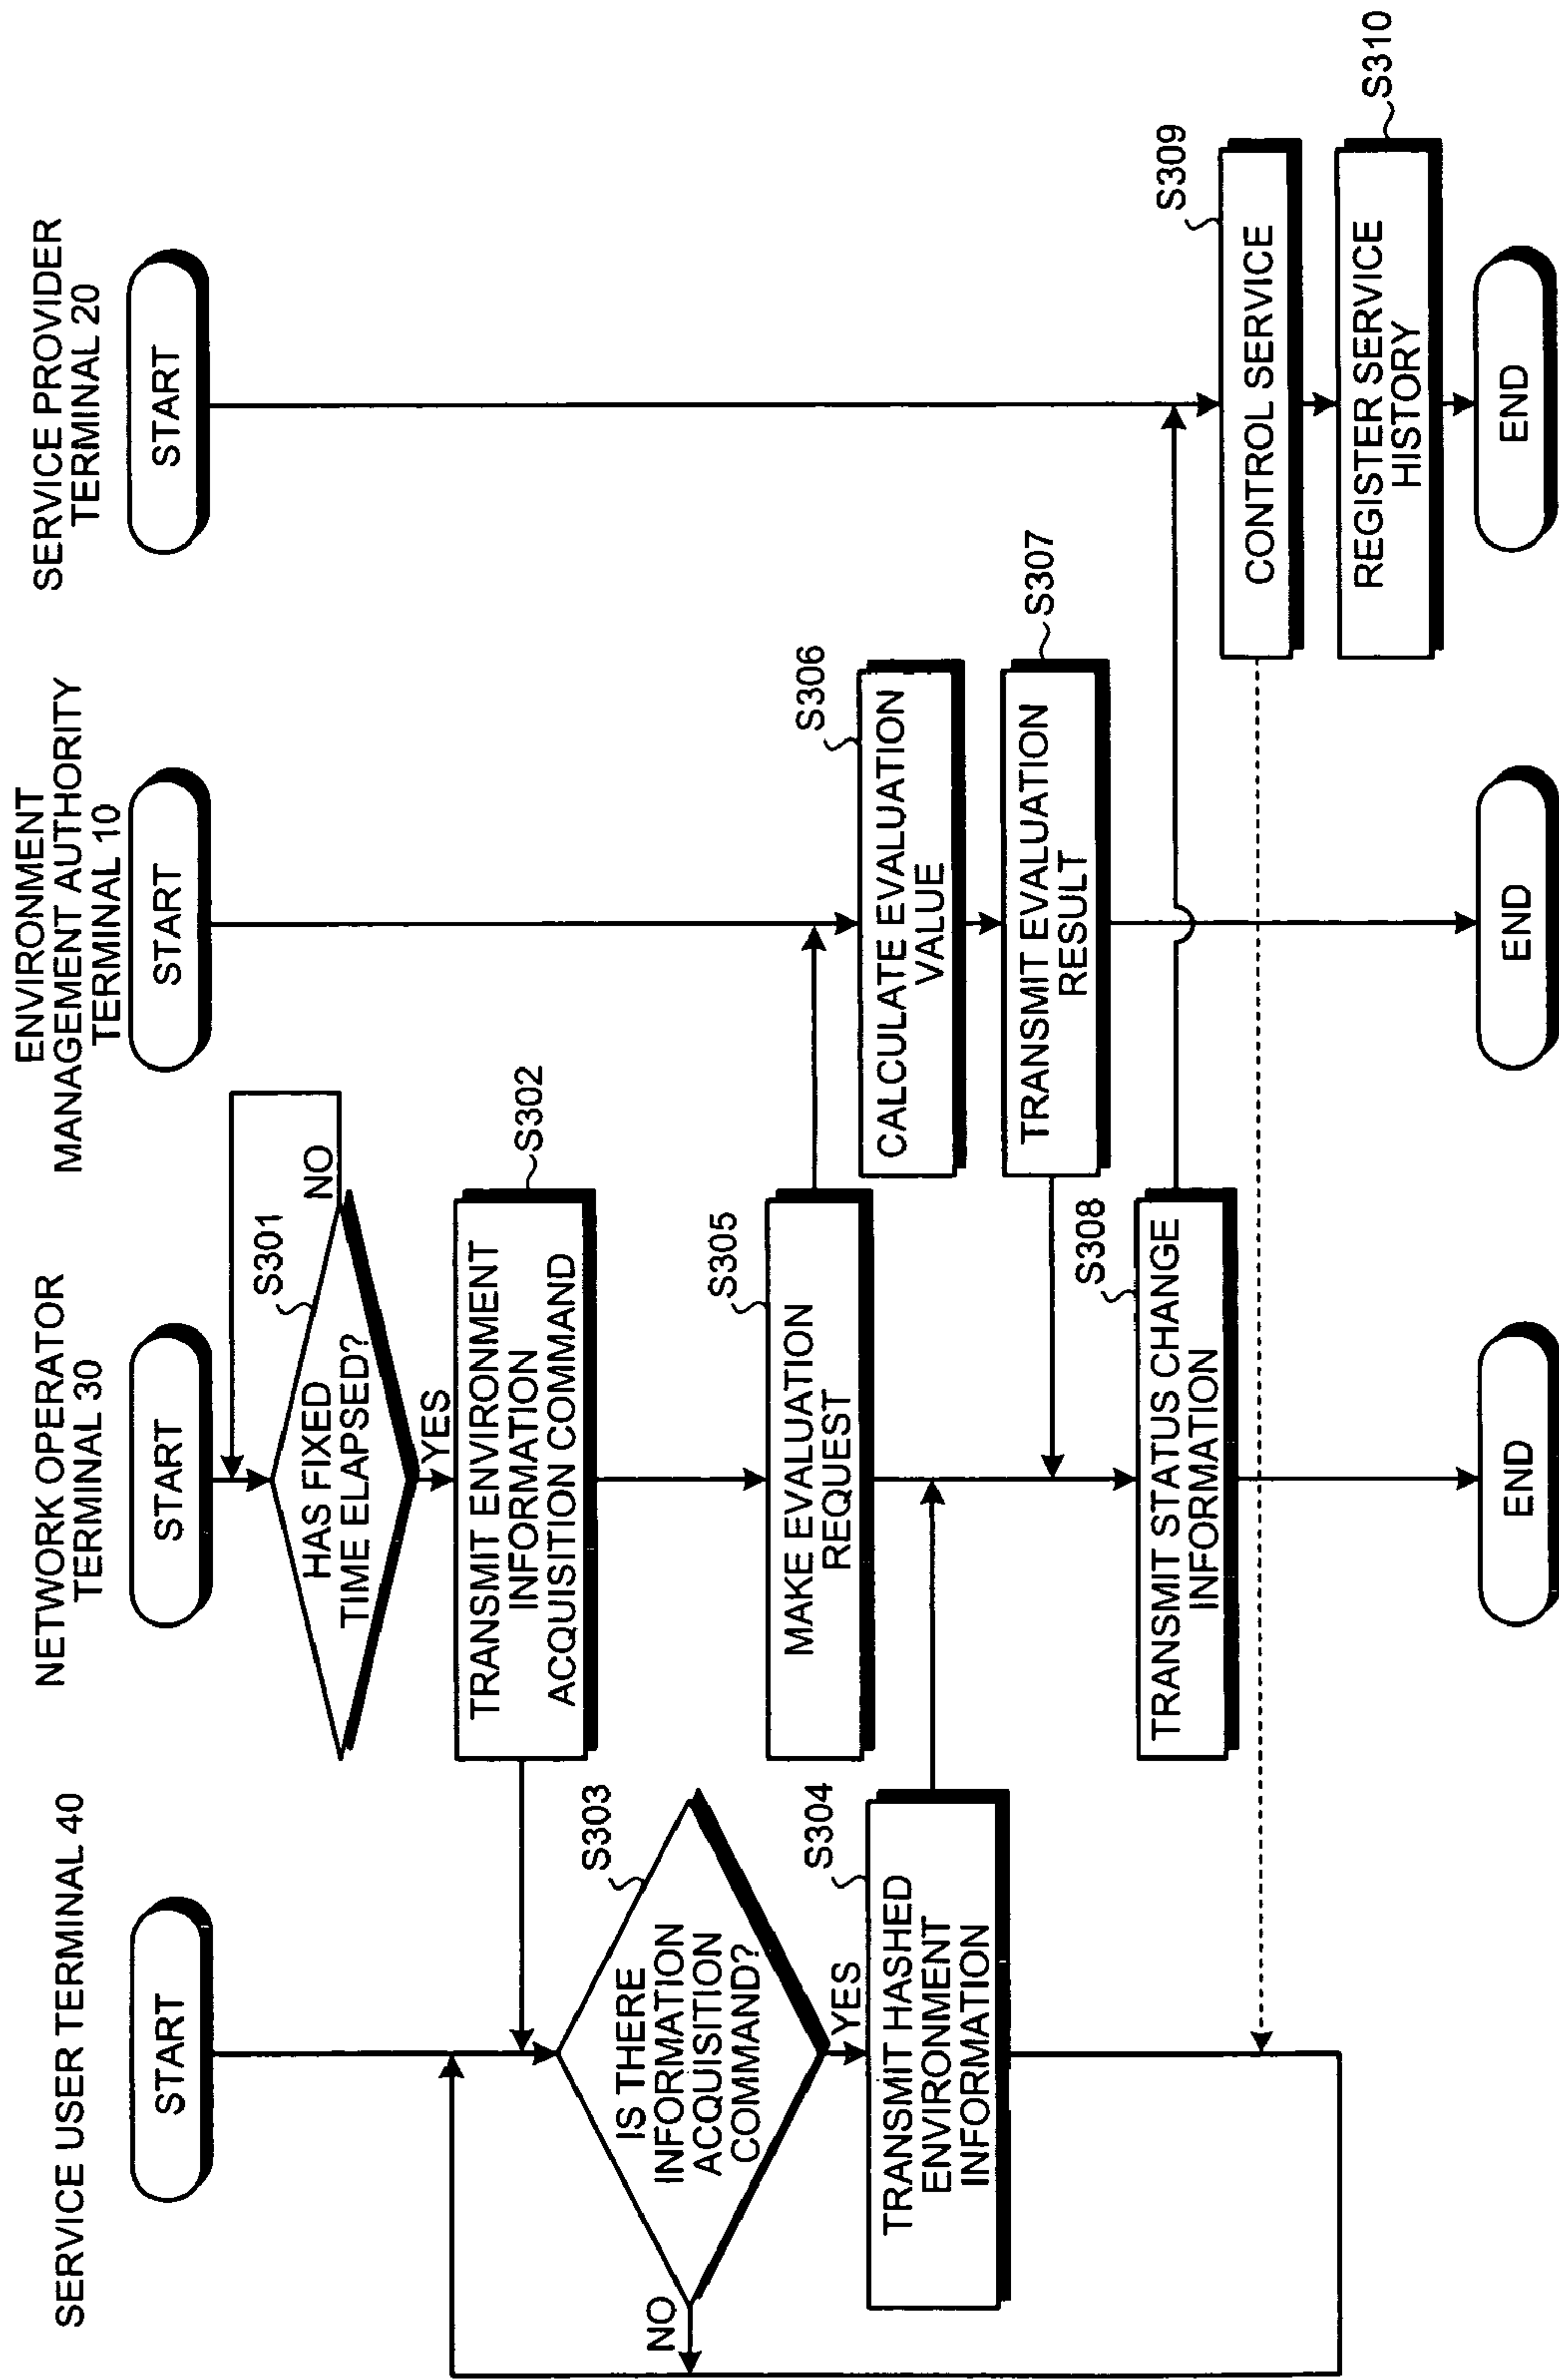 SERVICE USER TERMINAL 40
START
IS THERE
INFORMATION
ACQUISITION
COMMAND?
S303
NO
YES
TRANSMIT HASHED
ENVIRONMENT
INFORMATION
S304
NETWORK OPERATOR
TERMINAL 30
START
HAS FIXED
TIME ELAPSED?
S301
NO
YES
TRANSMIT ENVIRONMENT
INFORMATION
ACQUISITION COMMAND
S302
MAKE EVALUATION
REQUEST
S305
TRANSMIT STATUS CHANGE
INFORMATION
S308
END
ENVIRONMENT
MANAGEMENT AUTHORITY
TERMINAL 10
START
CALCULATE EVALUATION
VALUE
S306
TRANSMIT EVALUATION
RESULT
S307
END
SERVICE PROVIDER
TERMINAL 20
START
CONTROL SERVICE
S309
REGISTER SERVICE
HISTORY
S310
END